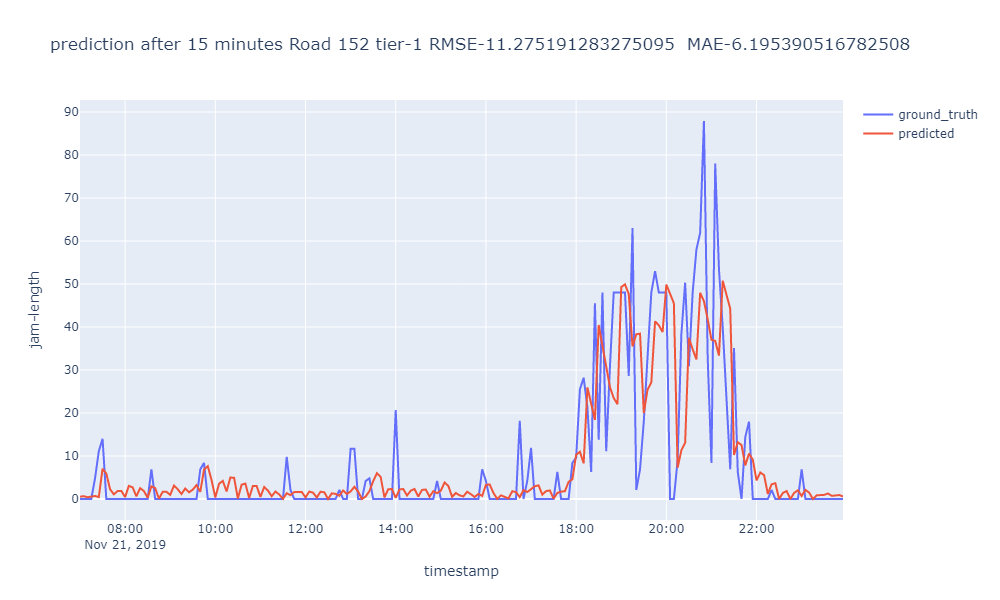 prediction after 15 minutes Road 152 tier-1 RMSE-11.275191283275095  MAE-6.195390516782508
ground_truth
predicted
90
80
70
60
50
40
30
20
10
0
jam-length
08:00 10:00 12:00 14:00 16:00 18:00 20:00 22:00
Nov 21, 2019
timestamp